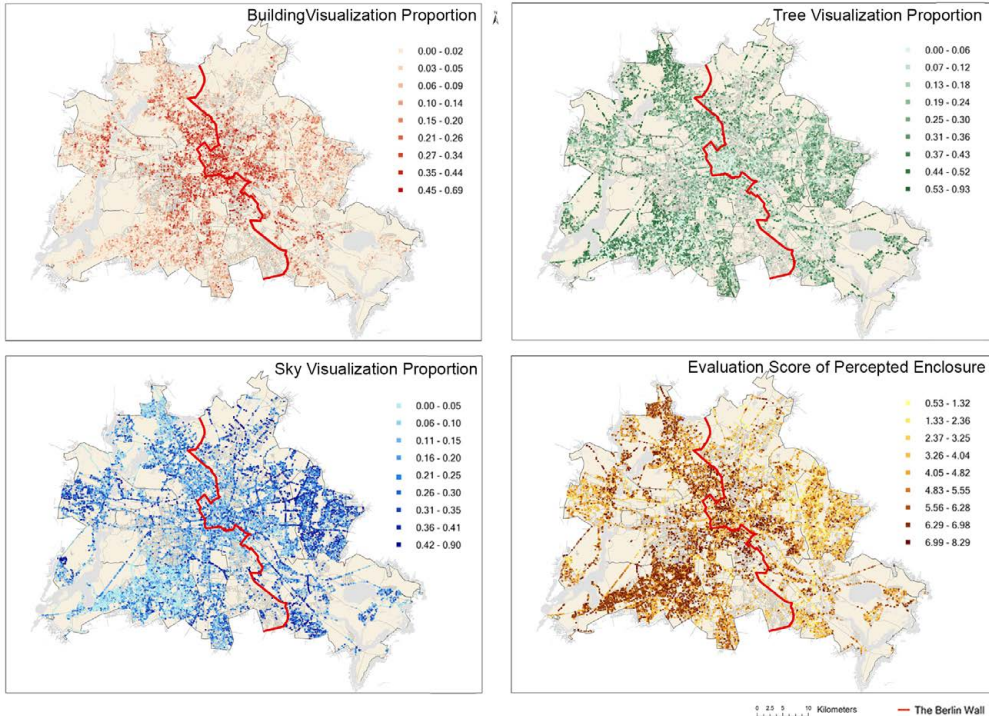 BuildingVisualization Proportion
0.00 - 0.02
0.03 - 0.05
0.06 - 0.09
0.10 - 0.14
0.15 - 0.20
0.21 - 0.26
0.27 - 0.34
0.35 - 0.44
0.45 - 0.69
N
Tree Visualization Proportion
0.00 - 0.06
0.07 - 0.12
0.13 - 0.18
0.19 - 0.24
0.25 - 0.30
0.31 - 0.36
0.37 - 0.43
0.44 - 0.52
0.53 - 0.93
Sky Visualization Proportion
0.00 - 0.05
0.06 - 0.10
0.11 - 0.15
0.16 - 0.20
0.21 - 0.25
0.26 - 0.30
0.31 - 0.35
0.36 - 0.41
0.42 - 0.90
Evaluation Score of Percepted Enclosure
0.53 - 1.32
1.33 - 2.36
2.37 - 3.25
3.26 - 4.04
4.05 - 4.82
4.83 - 5.55
5.56 - 6.28
6.29 - 6.98
6.99 - 8.29
0 2.5 5 10 Kilometers
The Berlin Wall